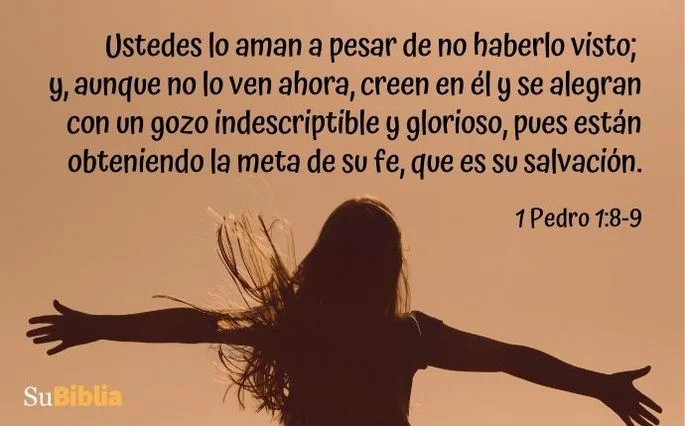 Ustedes lo aman a pesar de no haberlo visto;
y, aunque no lo ven ahora, creen en él y se alegran
con un gozo indescriptible y glorioso, pues están
obteniendo la meta de su fe, que es su salvación.
1 Pedro 1:8-9
SuBiblia